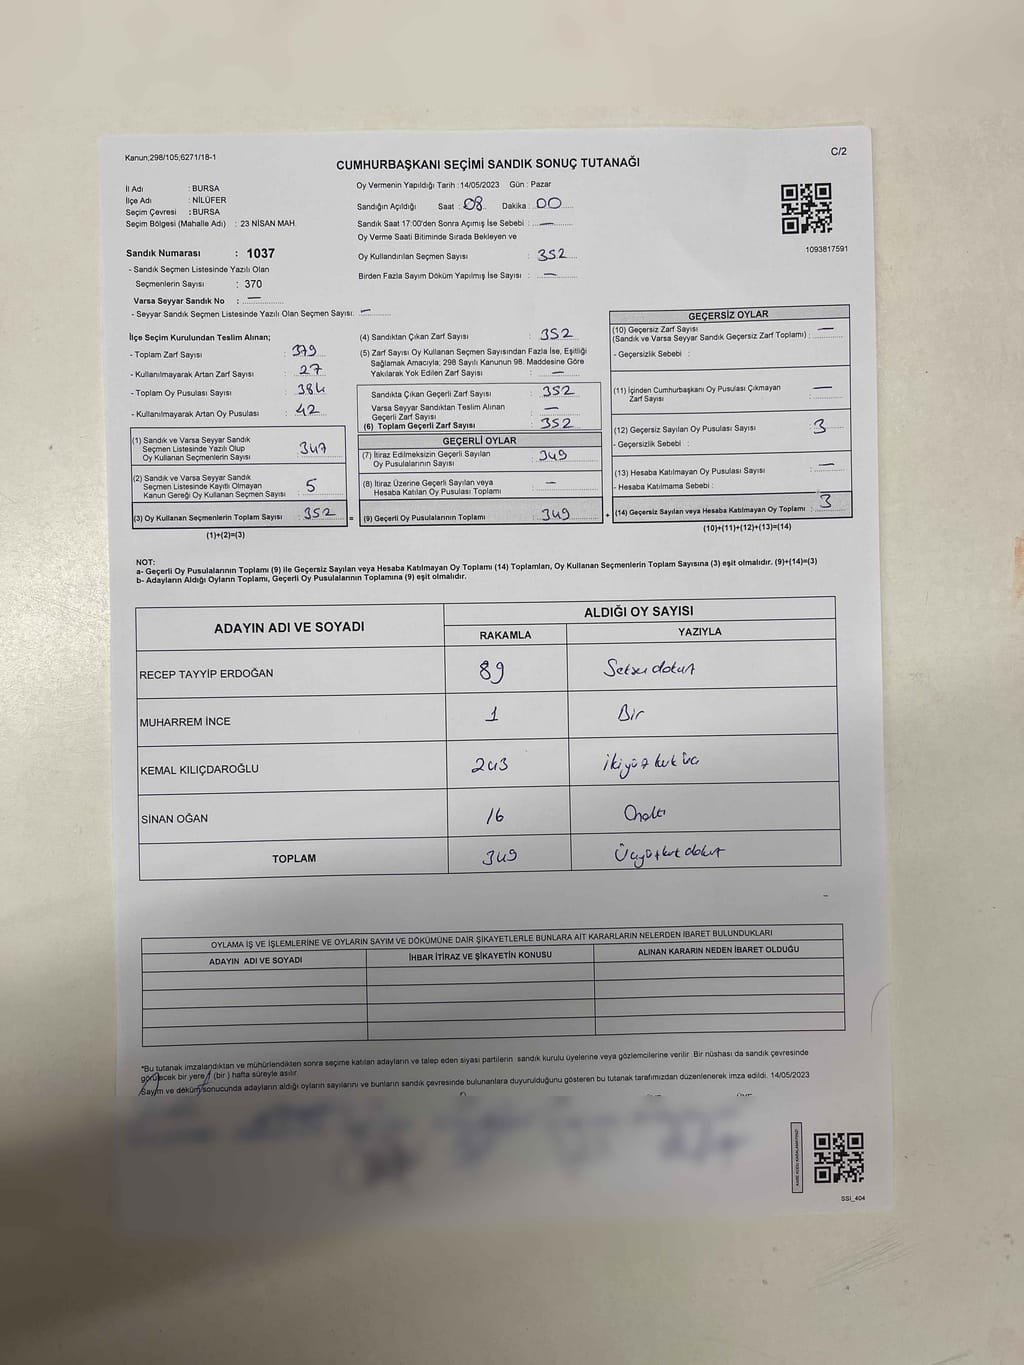 Kanun;298/105,6271/18-1
C/2
CUMHURBAŞKANI SEÇİMİ SANDIK SONUÇ TUTANAĞI
İl Adı : BURSA
İlçe Adı : NİLÜFER
Seçim Çevresi : BURSA
Seçim Bölgesi (Mahalle Adı) : 23 NİSAN MAH.
Oy Vermenin Yapıldığı Tarih : 14/05/2023 Gün : Pazar
Sandığın Açıldığı Saat : 08 Dakika : 00
Sandık Saat 17:00'den Sonra Açımış İse Sebebi : —
Oy Verme Saati Bitiminde Sırada Bekleyen ve
Oy Kullandırılan Seçmen Sayısı : 352
Birden Fazla Sayım Döküm Yapılmış İse Sayısı : —
1093817591
Sandık Numarası : 1037
- Sandık Seçmen Listesinde Yazılı Olan
Seçmenlerin Sayısı : 370
Varsa Seyyar Sandık No : —
- Seyyar Sandık Seçmen Listesinde Yazılı Olan Seçmen Sayısı: —
İlçe Seçim Kurulundan Teslim Alınan;
- Toplam Zarf Sayısı : 379
- Kullanılmayarak Artan Zarf Sayısı : 27
- Toplam Oy Pusulası Sayısı : 384
- Kullanılmayarak Artan Oy Pusulası : 42
(1) Sandık ve Varsa Seyyar Sandık
Seçmen Listesinde Yazılı Olup
Oy Kullanan Seçmenlerin Sayısı : 347
(2) Sandık ve Varsa Seyyar Sandık
Seçmen Listesinde Kayıtlı Olmayan
Kanun Gereği Oy Kullanan Seçmen Sayısı : 5
(3) Oy Kullanan Seçmenlerin Toplam Sayısı : 352
(1)+(2)=(3)
(4) Sandıktan Çıkan Zarf Sayısı : 352
(5) Zarf Sayısı Oy Kullanan Seçmen Sayısından Fazla İse, Eşitliği
Sağlamak Amacıyla; 298 Sayılı Kanunun 98. Maddesine Göre
Yakılarak Yok Edilen Zarf Sayısı : —
Sandıkta Çıkan Geçerli Zarf Sayısı : 352
Varsa Seyyar Sandıktan Teslim Alınan
Geçerli Zarf Sayısı : —
(6) Toplam Geçerli Zarf Sayısı : 352
GEÇERLİ OYLAR
(7) İtiraz Edilmeksizin Geçerli Sayılan
Oy Pusulalarının Sayısı : 349
(8) İtiraz Üzerine Geçerli Sayılan veya
Hesaba Katılan Oy Pusulası Toplamı : —
= (9) Geçerli Oy Pusulalarının Toplamı : 349
GEÇERSİZ OYLAR
(10) Geçersiz Zarf Sayısı
(Sandık ve Varsa Seyyar Sandık Geçersiz Zarf Toplamı) : —
- Geçersizlik Sebebi :
(11) İçinden Cumhurbaşkanı Oy Pusulası Çıkmayan
Zarf Sayısı : —
(12) Geçersiz Sayılan Oy Pusulası Sayısı : 3
- Geçersizlik Sebebi :
(13) Hesaba Katılmayan Oy Pusulası Sayısı : —
- Hesaba Katılmama Sebebi :
+ (14) Geçersiz Sayılan veya Hesaba Katılmayan Oy Toplamı : 3
(10)+(11)+(12)+(13)=(14)
NOT:
a- Geçerli Oy Pusulalarının Toplamı (9) ile Geçersiz Sayılan veya Hesaba Katılmayan Oy Toplamı (14) Toplamları, Oy Kullanan Seçmenlerin Toplam Sayısına (3) eşit olmalıdır. (9)+(14)=(3)
b- Adayların Aldığı Oyların Toplamı, Geçerli Oy Pusulalarının Toplamına (9) eşit olmalıdır.
ADAYIN ADI VE SOYADI
ALDIĞI OY SAYISI
RAKAMLA YAZIYLA
RECEP TAYYİP ERDOĞAN 89 Seksendokuz
MUHARREM İNCE 1 Bir
KEMAL KILIÇDAROĞLU 243 ikiyüz kırk üç
SİNAN OĞAN 16 Onaltı
TOPLAM 349 Üçyüzkırk dokuz
OYLAMA İŞ VE İŞLEMLERİNE VE OYLARIN SAYIM VE DÖKÜMÜNE DAİR ŞİKAYETLERLE BUNLARA AİT KARARLARIN NELERDEN İBARET BULUNDUKLARI
ADAYIN ADI VE SOYADI İHBAR İTİRAZ VE ŞİKAYETİN KONUSU ALINAN KARARIN NEDEN İBARET OLDUĞU
*Bu tutanak imzalandıktan ve mühürlendikten sonra seçime katılan adayların ve talep eden siyasi partilerin sandık kurulu üyelerine veya gözlemcilerine verilir. Bir nüshası da sandık çevresinde
görülecek bir yere 1 (bir) hafta süreyle asılır.
Sayım ve döküm sonucunda adayların aldığı oyların sayılarını ve bunların sandık çevresinde bulunanlara duyurulduğunu gösteren bu tutanak tarafımızdan düzenlenerek imza edildi. 14/05/2023
SSI_404